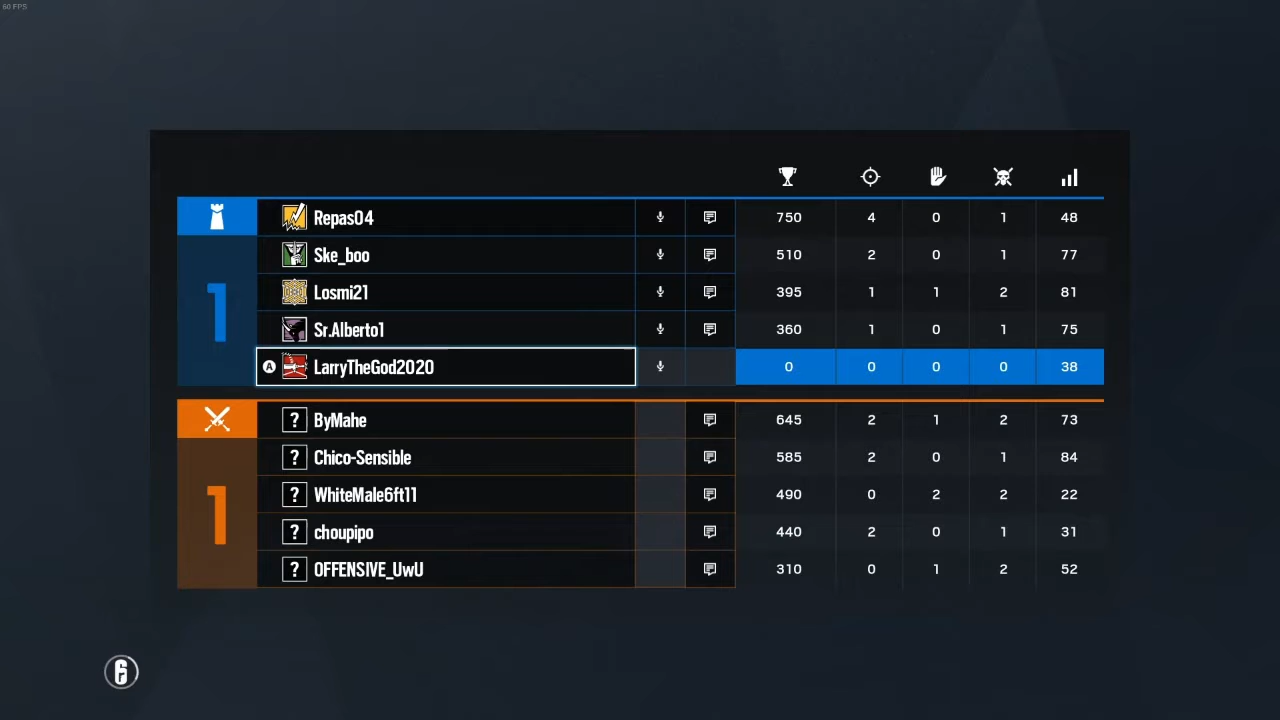 60 FPS
Repas04 750 4 0 1 48
Ske_boo 510 2 0 1 77
1
Losmi21 395 1 1 2 81
Sr.Alberto1 360 1 0 1 75
A LarryTheGod2020 0 0 0 0 38
? ByMahe 645 2 1 2 73
? Chico-Sensible 585 2 0 1 84
1
? WhiteMale6ft11 490 0 2 2 22
? choupipo 440 2 0 1 31
? OFFENSIVE_UwU 310 0 1 2 52
6